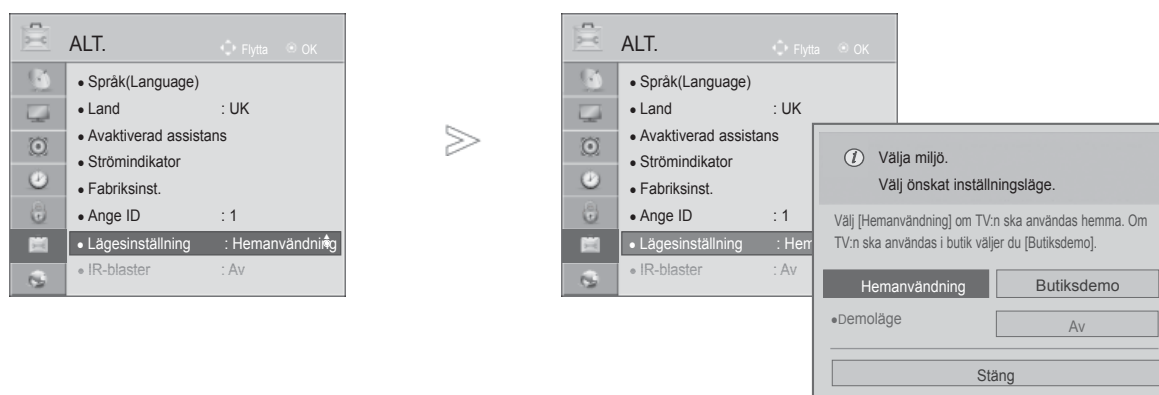 ALT.
Flytta OK
• Språk(Language)
• Land : UK
• Avaktiverad assistans
• Strömindikator
• Fabriksinst.
• Ange ID : 1
• Lägesinställning : Hemanvändning
• IR-blaster : Av
ALT.
Flytta OK
• Språk(Language)
• Land : UK
• Avaktiverad assistans
• Strömindikator
• Fabriksinst.
• Ange ID : 1
• Lägesinställning : Hem
• IR-blaster : Av
i Välja miljö.
Välj önskat inställningsläge.
Välj [Hemanvändning] om TV:n ska användas hemma. Om
TV:n ska användas i butik väljer du [Butiksdemo].
Hemanvändning Butiksdemo
•Demoläge Av
Stäng